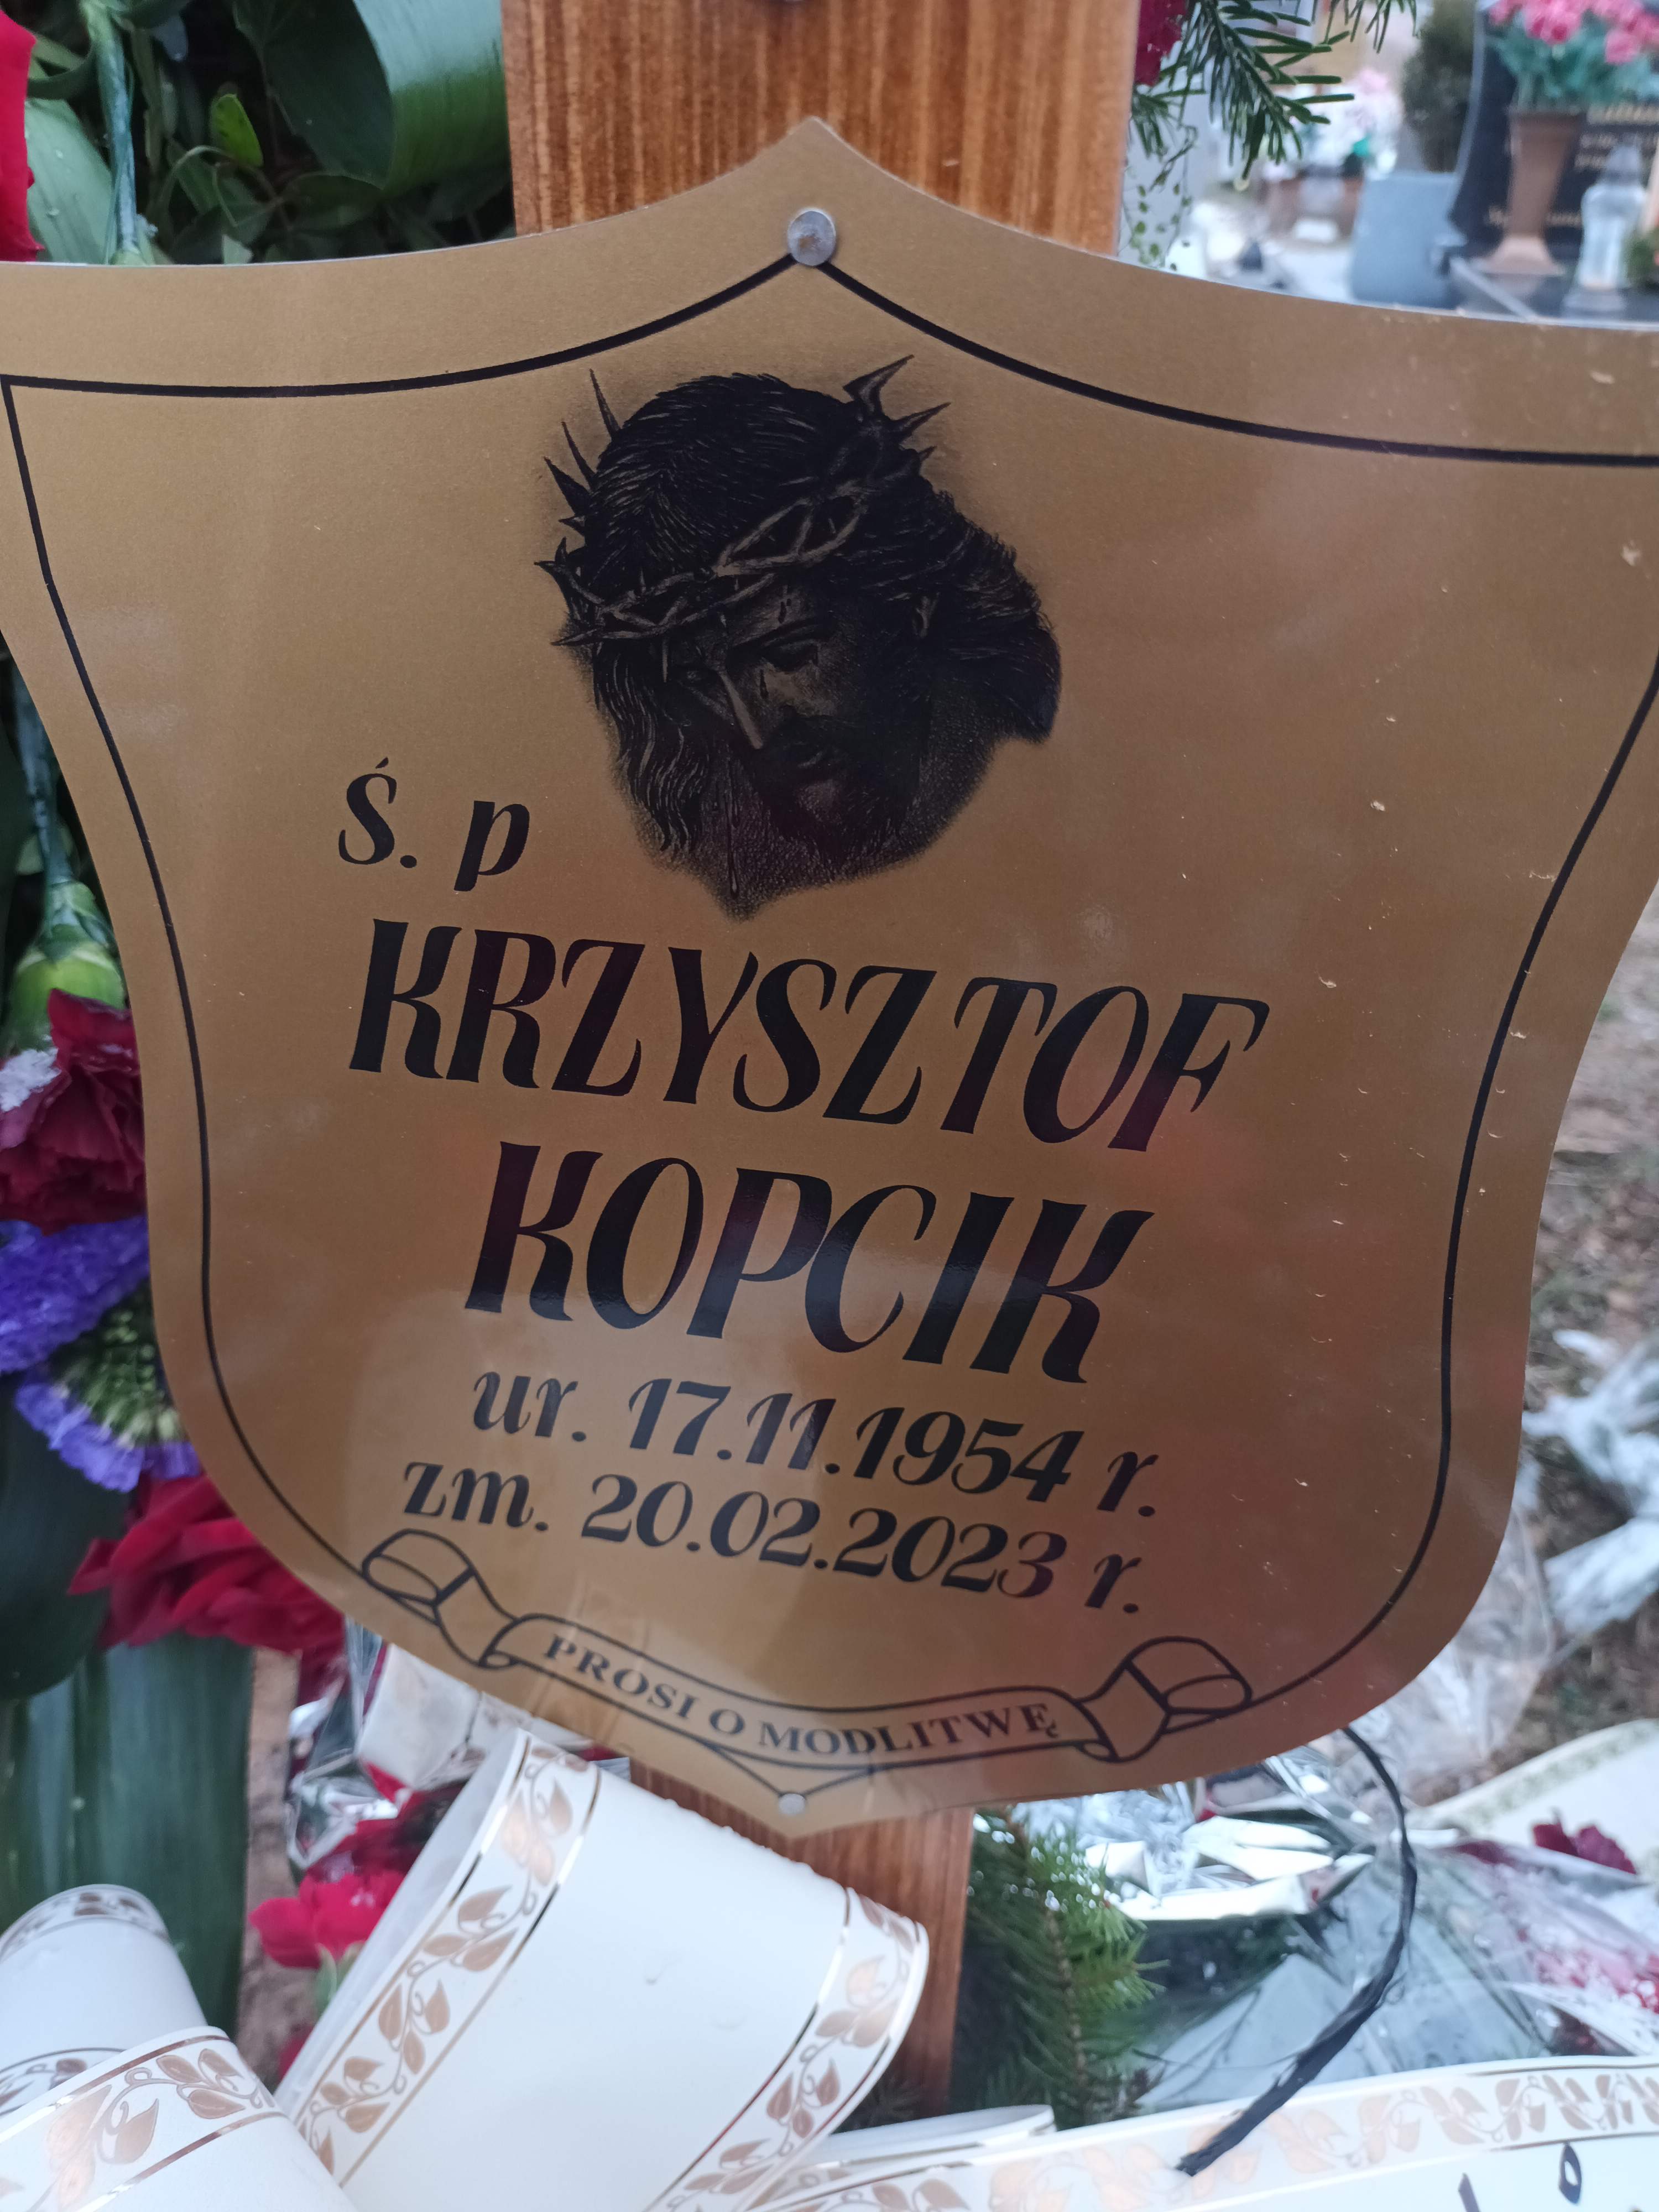 Ś. p
KRZYSZTOF
KOPCIK
ur. 17.11.1954 r.
zm. 20.02.2023 r.
PROSI O MODLITWĘ